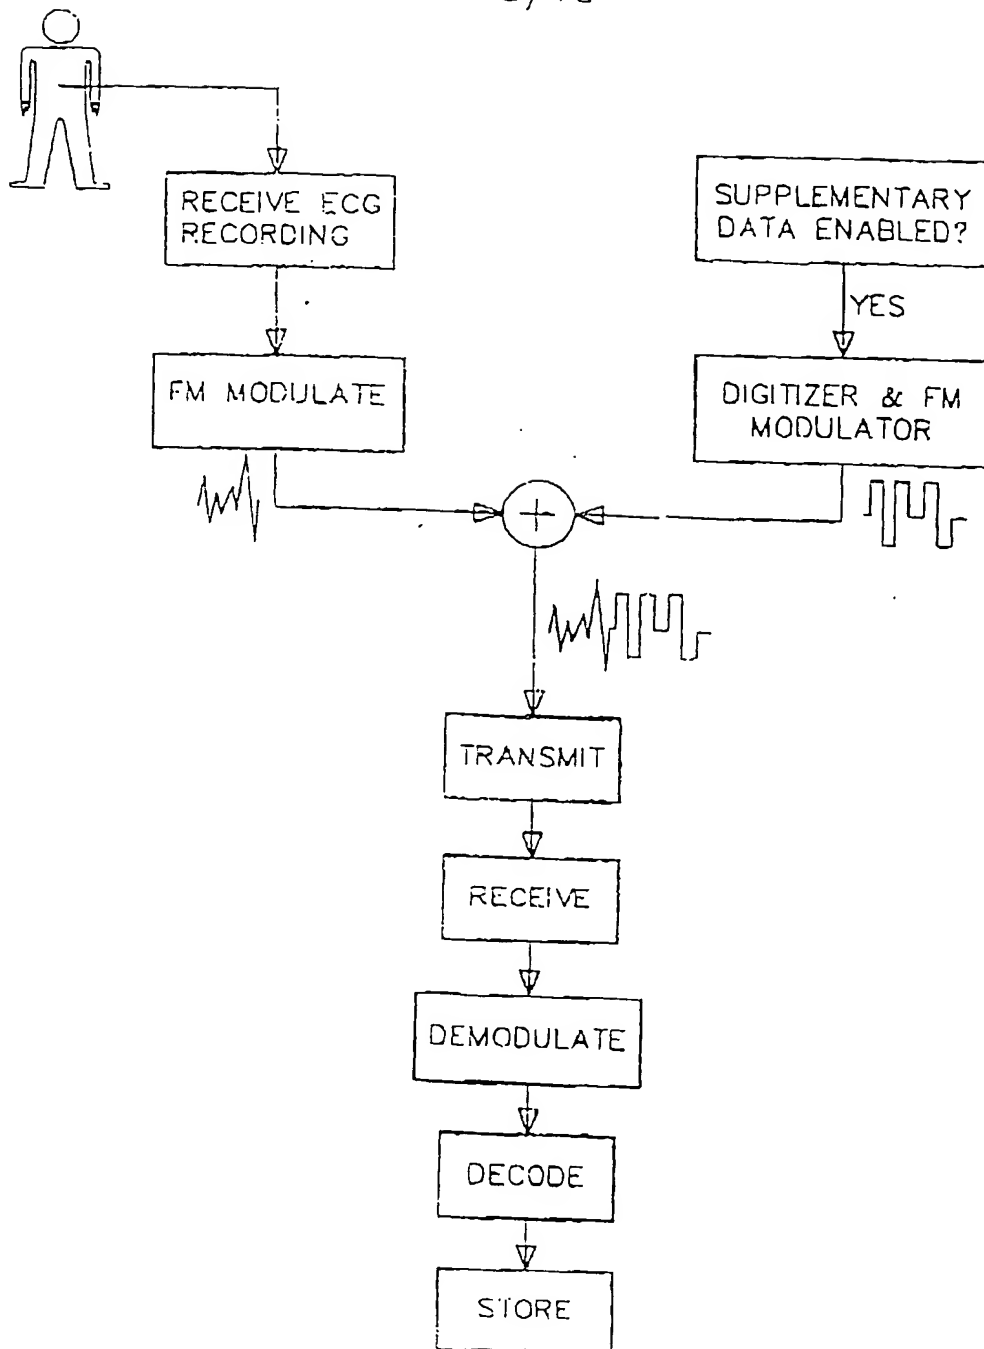 RECEIVE ECG
RECORDING
SUPPLEMENTARY
DATA ENABLED?
YES
FM MODULATE
DIGITIZER & FM
MODULATOR
+
TRANSMIT
RECEIVE
DEMODULATE
DECODE
STORE